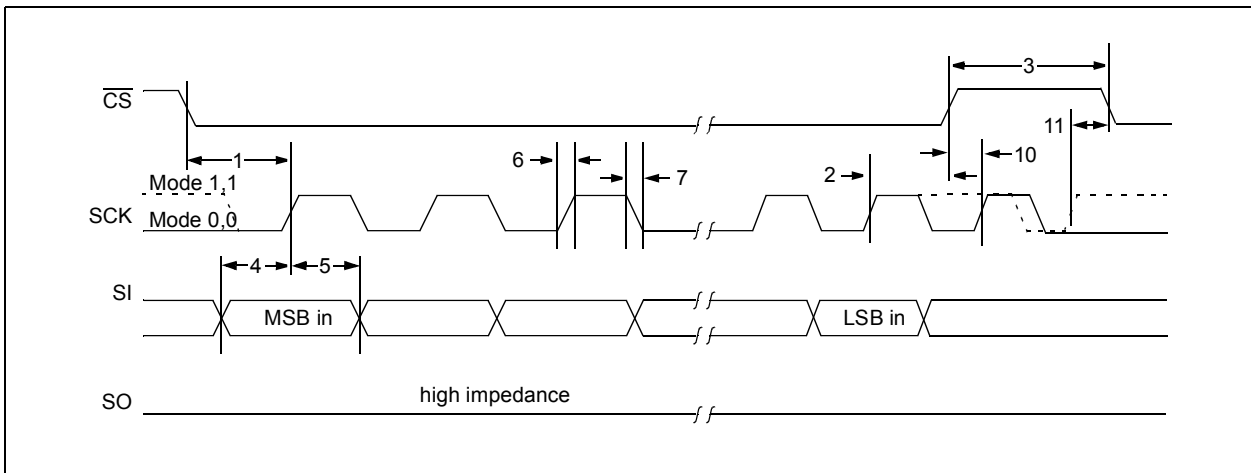 3
CS
11
1
6
7
2
10
Mode 1,1
SCK
Mode 0,0
4
5
SI
MSB in
LSB in
high impedance
SO